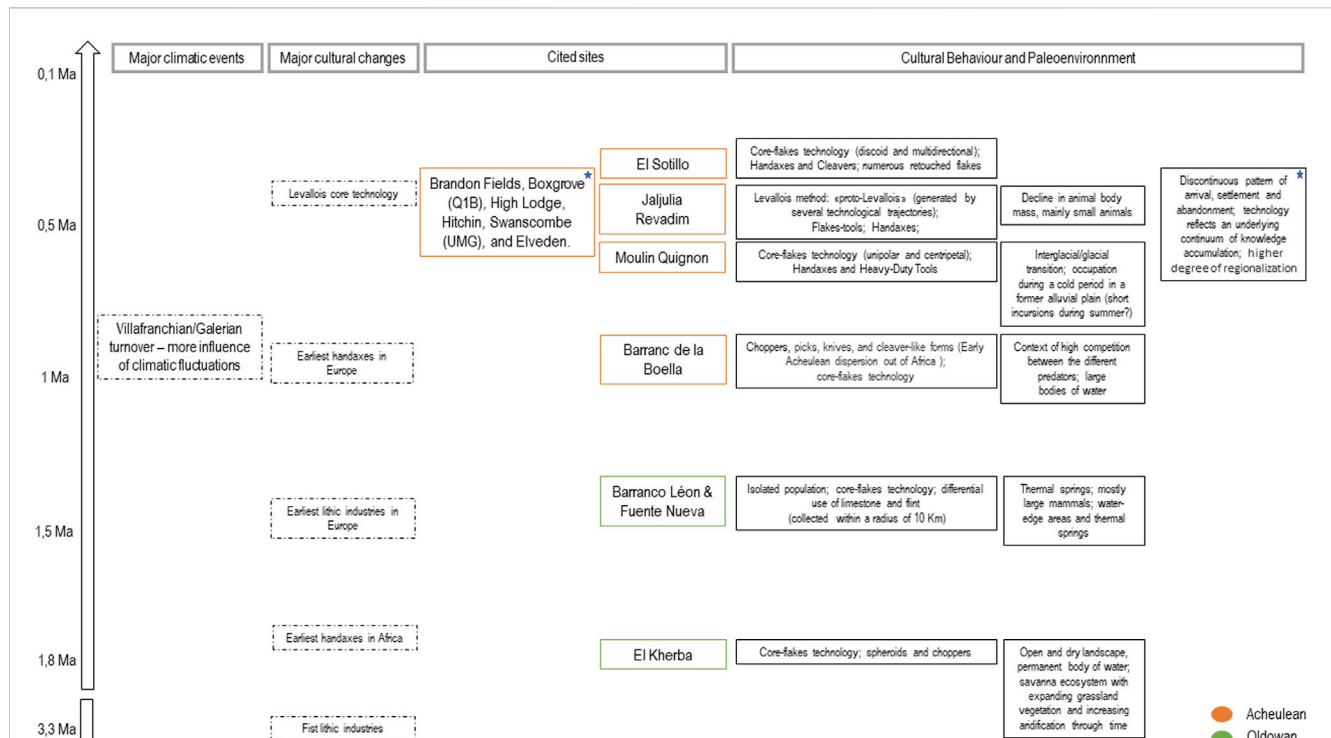 Major climatic events
Major cultural changes
Cited sites
Cultural Behaviour and Paleoenvironnment
0,1 Ma
0,5 Ma
1 Ma
1,5 Ma
1,8 Ma
3,3 Ma
Villafranchian/Galerian
turnover – more influence
of climatic fluctuations
Levallois core technology
Earliest handaxes in
Europe
Earliest lithic industries in
Europe
Earliest handaxes in Africa
Fist lithic industries
Brandon Fields, Boxgrove
(Q1B), High Lodge,
Hitchin, Swanscombe
(UMG), and Elveden.
El Sotillo
Jaljulia
Revadim
Moulin Quignon
Barranc de la
Boella
Barranco Léon &
Fuente Nueva
El Kherba
Core-flakes technology (discoid and multidirectional);
Handaxes and Cleavers; numerous retouched flakes
Levallois method: «proto-Levallois» (generated by
several technological trajectories);
Flakes-tools; Handaxes;
Core-flakes technology (unipolar and centripetal);
Handaxes and Heavy-Duty Tools
Choppers, picks, knives, and cleaver-like forms (Early
Acheulean dispersion out of Africa );
core-flakes technology
Isolated population; core-flakes technology; differential
use of limestone and flint
(collected within a radius of 10 Km)
Core-flakes technology; spheroids and choppers
Decline in animal body
mass, mainly small animals
Interglacial/glacial
transition; occupation
during a cold period in a
former alluvial plain (short
incursions during summer?)
Context of high competition
between the different
predators; large
bodies of water
Thermal springs; mostly
large mammals; water-
edge areas and thermal
springs
Open and dry landscape,
permanent body of water;
savanna ecosystem with
expanding grassland
vegetation and increasing
aridification through time
Discontinuous pattern of
arrival, settlement and
abandonment; technology
reflects an underlying
continuum of knowledge
accumulation; higher
degree of regionalization
Acheulean
Oldowan